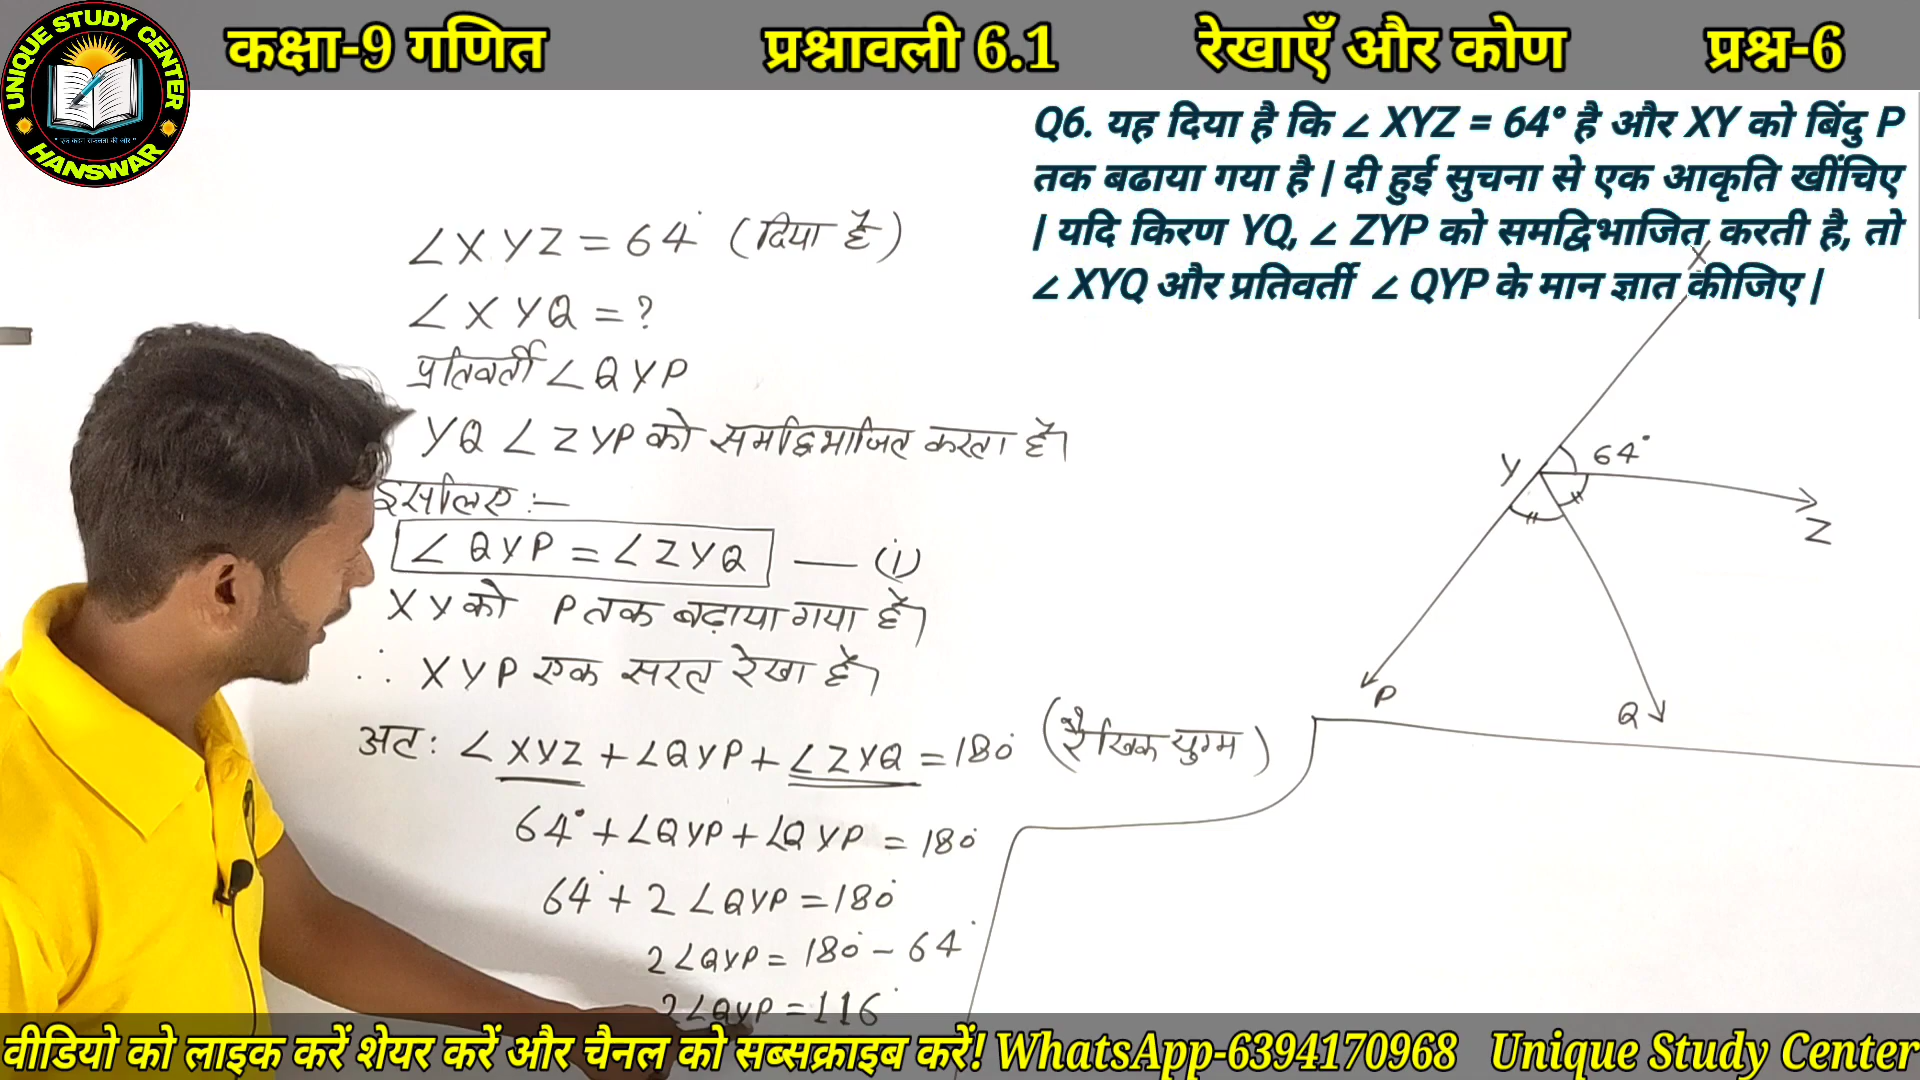 UNIQUE STUDY CENTER
HANSWAR
कक्षा-9 गणित प्रश्नावली 6.1 रेखाएँ और कोण प्रश्न-6
Q6. यह दिया है कि ∠ XYZ = 64° है और XY को बिंदु P
तक बढाया गया है | दी हुई सुचना से एक आकृति खींचिए
| यदि किरण YQ, ∠ ZYP को समद्विभाजित करती है, तो
∠ XYQ और प्रतिवर्ती ∠ QYP के मान ज्ञात कीजिए |
∠XYZ = 64° (दिया है)
∠XYQ = ?
प्रतिवर्ती ∠QYP
YQ ∠ZYP को समद्विभाजित करता है।
इसलिए :-
∠QYP = ∠ZYQ — (i)
XY को P तक बढ़ाया गया है।
∴ XYP एक सरल रेखा है।
अतः ∠XYZ + ∠QYP + ∠ZYQ = 180° (रैखिक युग्म)
64° + ∠QYP + ∠QYP = 180°
64° + 2∠QYP = 180°
2∠QYP = 180° - 64°
2∠QYP = 116°
X
Y
64°
Z
P
Q
वीडियो को लाइक करें शेयर करें और चैनल को सब्सक्राइब करें! WhatsApp-6394170968 Unique Study Center